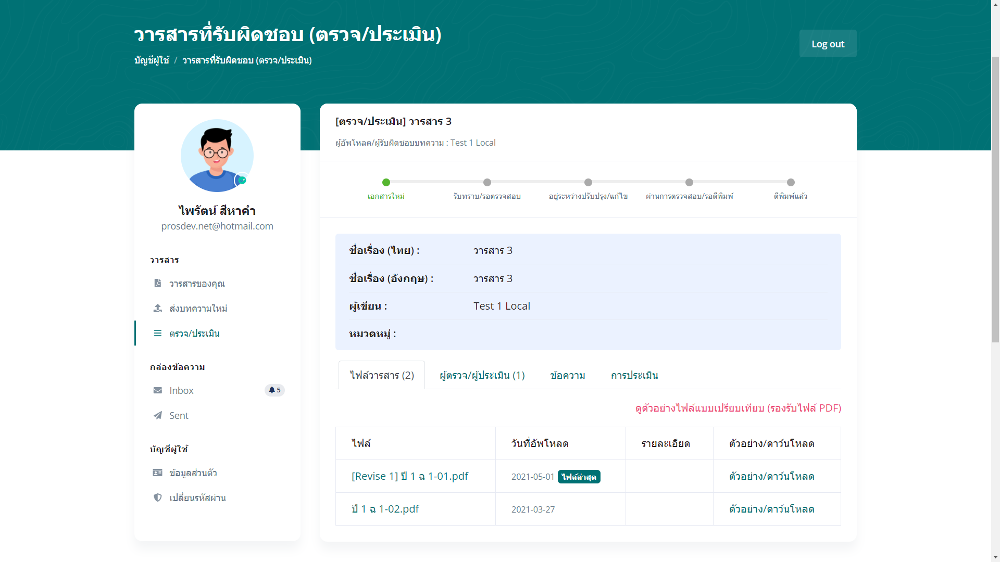 วารสารที่รับผิดชอบ (ตรวจ/ประเมิน)
Log out
บัญชีผู้ใช้ / วารสารที่รับผิดชอบ (ตรวจ/ประเมิน)
ไพรัตน์ สีหาคำ
prosdev.net@hotmail.com
วารสาร
วารสารของคุณ
ส่งบทความใหม่
ตรวจ/ประเมิน
กล่องข้อความ
Inbox 5
Sent
บัญชีผู้ใช้
ข้อมูลส่วนตัว
เปลี่ยนรหัสผ่าน
[ตรวจ/ประเมิน] วารสาร 3
ผู้อัพโหลด/ผู้รับผิดชอบบทความ : Test 1 Local
เอกสารใหม่ รับทราบ/รอตรวจสอบ อยู่ระหว่างปรับปรุง/แก้ไข ผ่านการตรวจสอบ/รอตีพิมพ์ ตีพิมพ์แล้ว
ชื่อเรื่อง (ไทย) : วารสาร 3
ชื่อเรื่อง (อังกฤษ) : วารสาร 3
ผู้เขียน : Test 1 Local
หมวดหมู่ :
ไฟล์วารสาร (2) ผู้ตรวจ/ผู้ประเมิน (1) ข้อความ การประเมิน
ดูตัวอย่างไฟล์แบบเปรียบเทียบ (รองรับไฟล์ PDF)
ไฟล์ วันที่อัพโหลด รายละเอียด ตัวอย่าง/ดาว์นโหลด
[Revise 1] ปี 1 ฉ 1-01.pdf 2021-05-01 ไฟล์ล่าสุด ตัวอย่าง/ดาว์นโหลด
ปี 1 ฉ 1-02.pdf 2021-03-27 ตัวอย่าง/ดาว์นโหลด